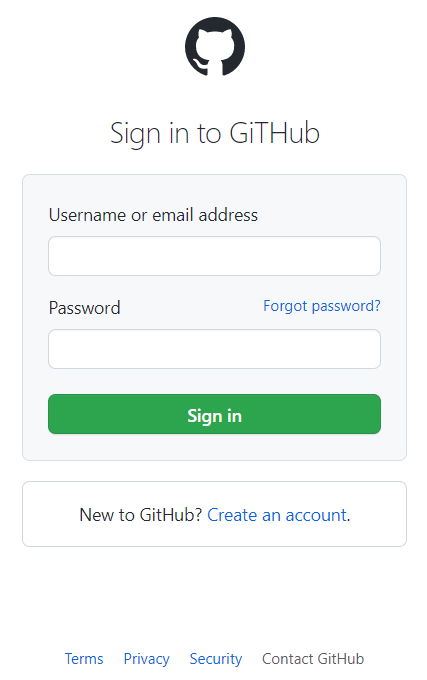 Sign in to GiTHub
Username or email address
Password Forgot password?
Sign in
New to GitHub? Create an account.
Terms Privacy Security Contact GitHub